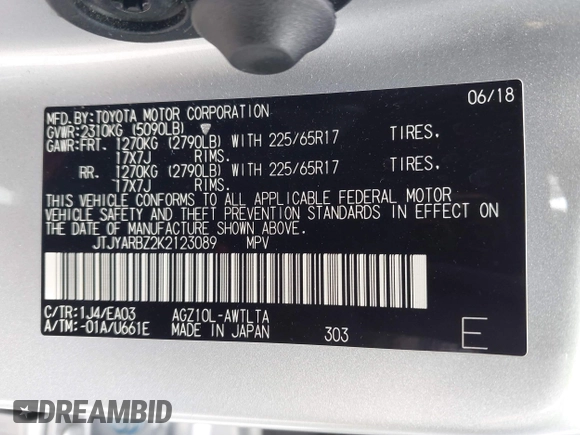 MFD.BY:TOYOTA MOTOR CORPORATION 06/18
GVWR:2310KG (5090LB)
GAWR:FRT. 1270KG (2790LB) WITH 225/65R17 TIRES,
17X7J RIMS.
RR. 1270KG (2790LB) WITH 225/65R17 TIRES,
17X7J RIMS.
THIS VEHICLE CONFORMS TO ALL APPLICABLE FEDERAL MOTOR
VEHICLE SAFETY AND THEFT PREVENTION STANDARDS IN EFFECT ON
THE DATE OF MANUFACTURE SHOWN ABOVE.
JTJYARBZ2K2123089 MPV
C/TR:1J4/EA03 AGZ10L-AWTLTA
A/TM:-01A/U661E MADE IN JAPAN 303 E
DREAMBID